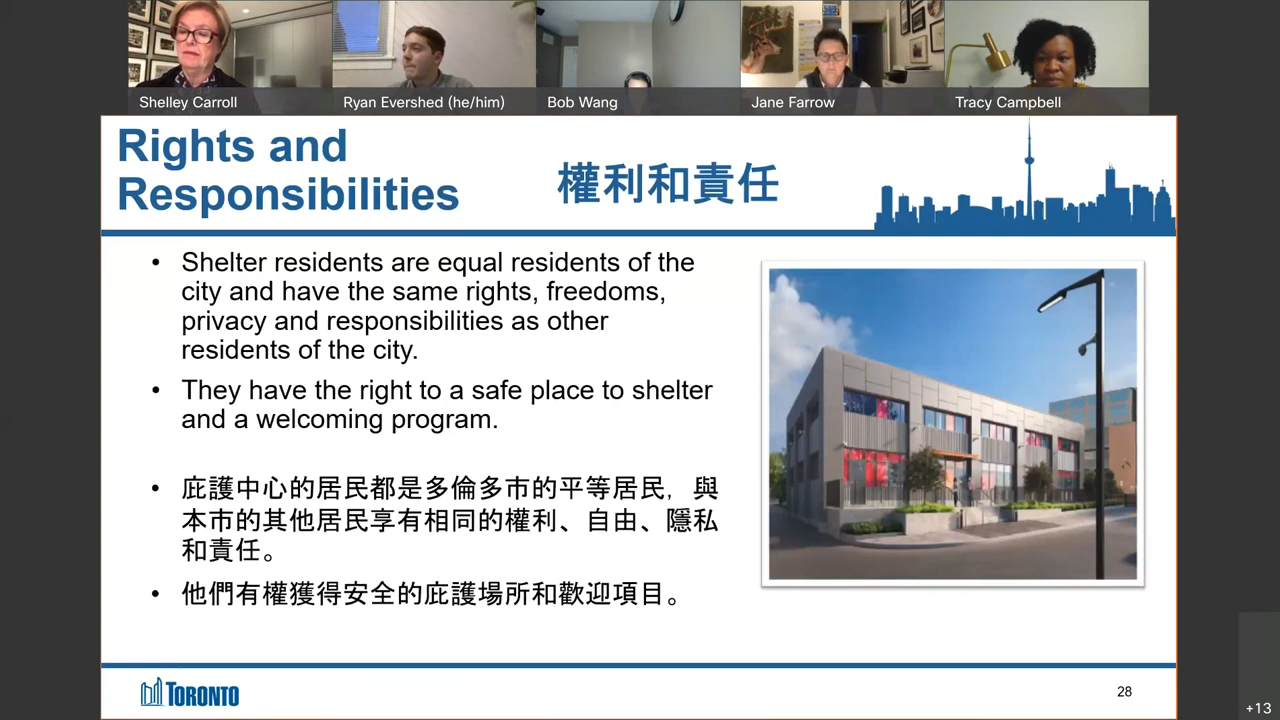 Shelley Carroll
Ryan Evershed (he/him)
Bob Wang
Jane Farrow
Tracy Campbell
Rights and
Responsibilities
權利和責任
• Shelter residents are equal residents of the
city and have the same rights, freedoms,
privacy and responsibilities as other
residents of the city.
• They have the right to a safe place to shelter
and a welcoming program.
• 庇護中心的居民都是多倫多市的平等居民，與
本市的其他居民享有相同的權利、自由、隱私
和責任。
• 他們有權獲得安全的庇護場所和歡迎項目。
TORONTO
28
+13